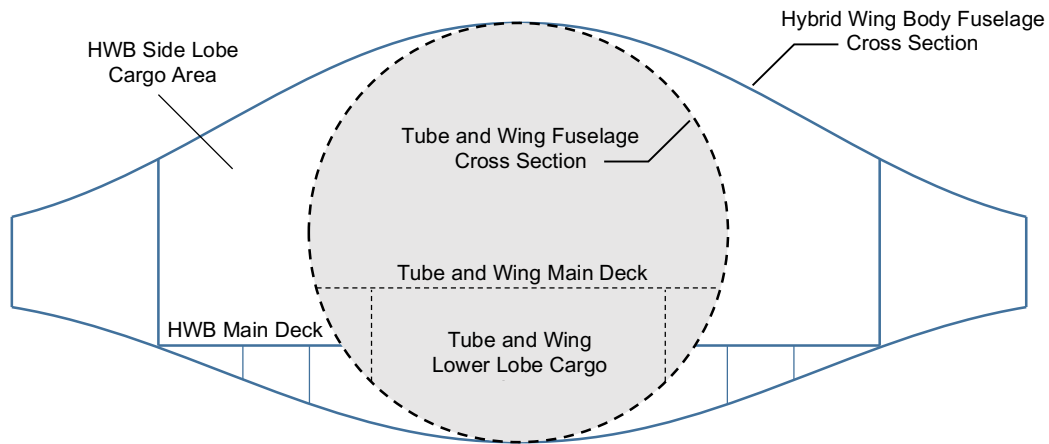 Hybrid Wing Body Fuselage
Cross Section
HWB Side Lobe
Cargo Area
Tube and Wing Fuselage
Cross Section
Tube and Wing Main Deck
HWB Main Deck
Tube and Wing
Lower Lobe Cargo